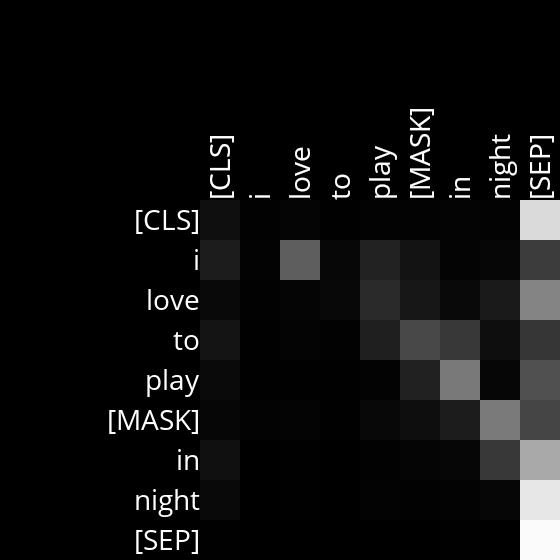 [CLS] i love to play [MASK] in night [SEP]
[CLS]
i
love
to
play
[MASK]
in
night
[SEP]